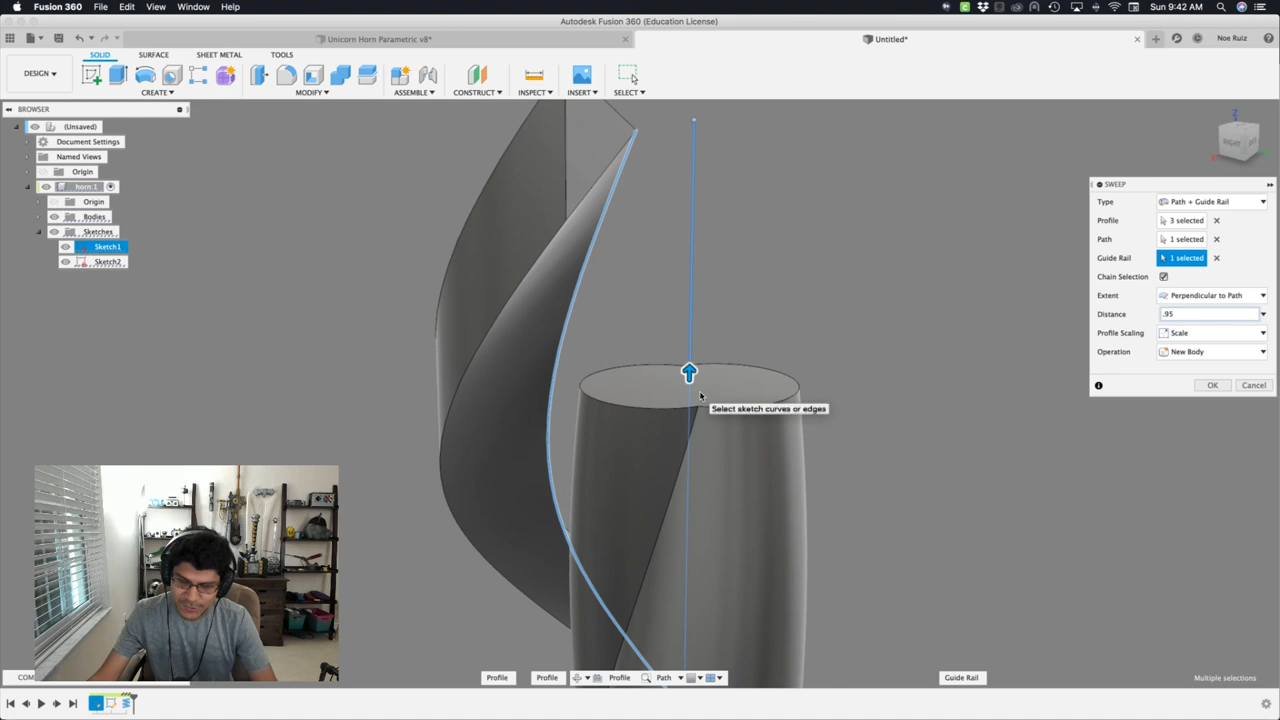 Fusion 360 File Edit View Window Help
Sun 9:42 AM
Autodesk Fusion 360 (Education License)
Unicorn Horn Parametric v8*
Untitled*
Noe Ruiz
DESIGN
SOLID SURFACE SHEET METAL TOOLS
CREATE MODIFY ASSEMBLE CONSTRUCT INSPECT INSERT SELECT
BROWSER
(Unsaved)
Document Settings
Named Views
Origin
horn:1
Origin
Bodies
Sketches
Sketch1
Sketch2
RIGHT
SWEEP
Type Path + Guide Rail
Profile 3 selected
Path 1 selected
Guide Rail 1 selected
Chain Selection
Extent Perpendicular to Path
Distance .95
Profile Scaling Scale
Operation New Body
OK Cancel
Select sketch curves or edges
COM
Profile Profile Profile Path Guide Rail
Multiple selections